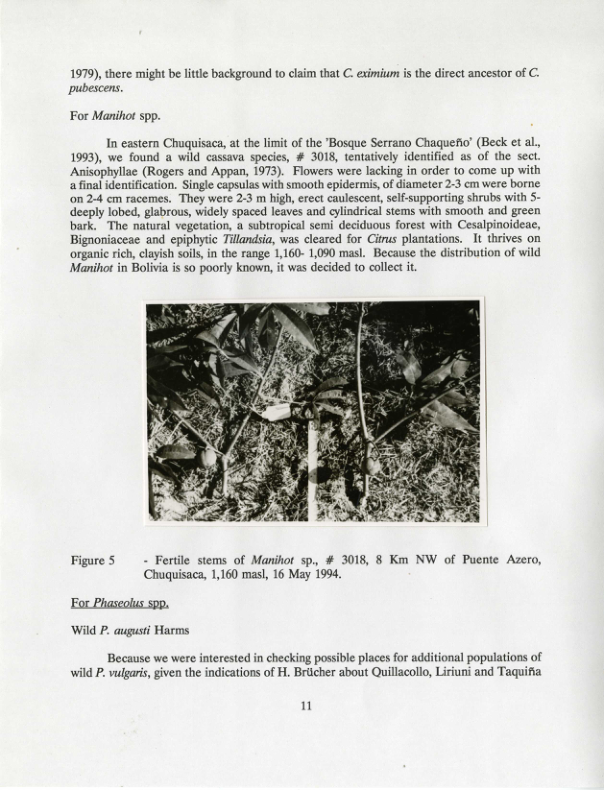 1979), there might be little background to claim that C. eximium is the direct ancestor of C.
pubescens.
For Manihot spp.
In eastern Chuquisaca, at the limit of the 'Bosque Serrano Chaqueño' (Beck et al.,
1993), we found a wild cassava species, # 3018, tentatively identified as of the sect.
Anisophyllae (Rogers and Appan, 1973). Flowers were lacking in order to come up with
a final identification. Single capsulas with smooth epidermis, of diameter 2-3 cm were borne
on 2-4 cm racemes. They were 2-3 m high, erect caulescent, self-supporting shrubs with 5-
deeply lobed, glabrous, widely spaced leaves and cylindrical stems with smooth and green
bark. The natural vegetation, a subtropical semi deciduous forest with Cesalpinoideae,
Bignoniaceae and epiphytic Tillandsia, was cleared for Citrus plantations. It thrives on
organic rich, clayish soils, in the range 1,160- 1,090 masl. Because the distribution of wild
Manihot in Bolivia is so poorly known, it was decided to collect it.
Figure 5 - Fertile stems of Manihot sp., # 3018, 8 Km NW of Puente Azero,
Chuquisaca, 1,160 masl, 16 May 1994.
For Phaseolus spp.
Wild P. augusti Harms
Because we were interested in checking possible places for additional populations of
wild P. vulgaris, given the indications of H. Brücher about Quillacollo, Liriuni and Taquiña
11